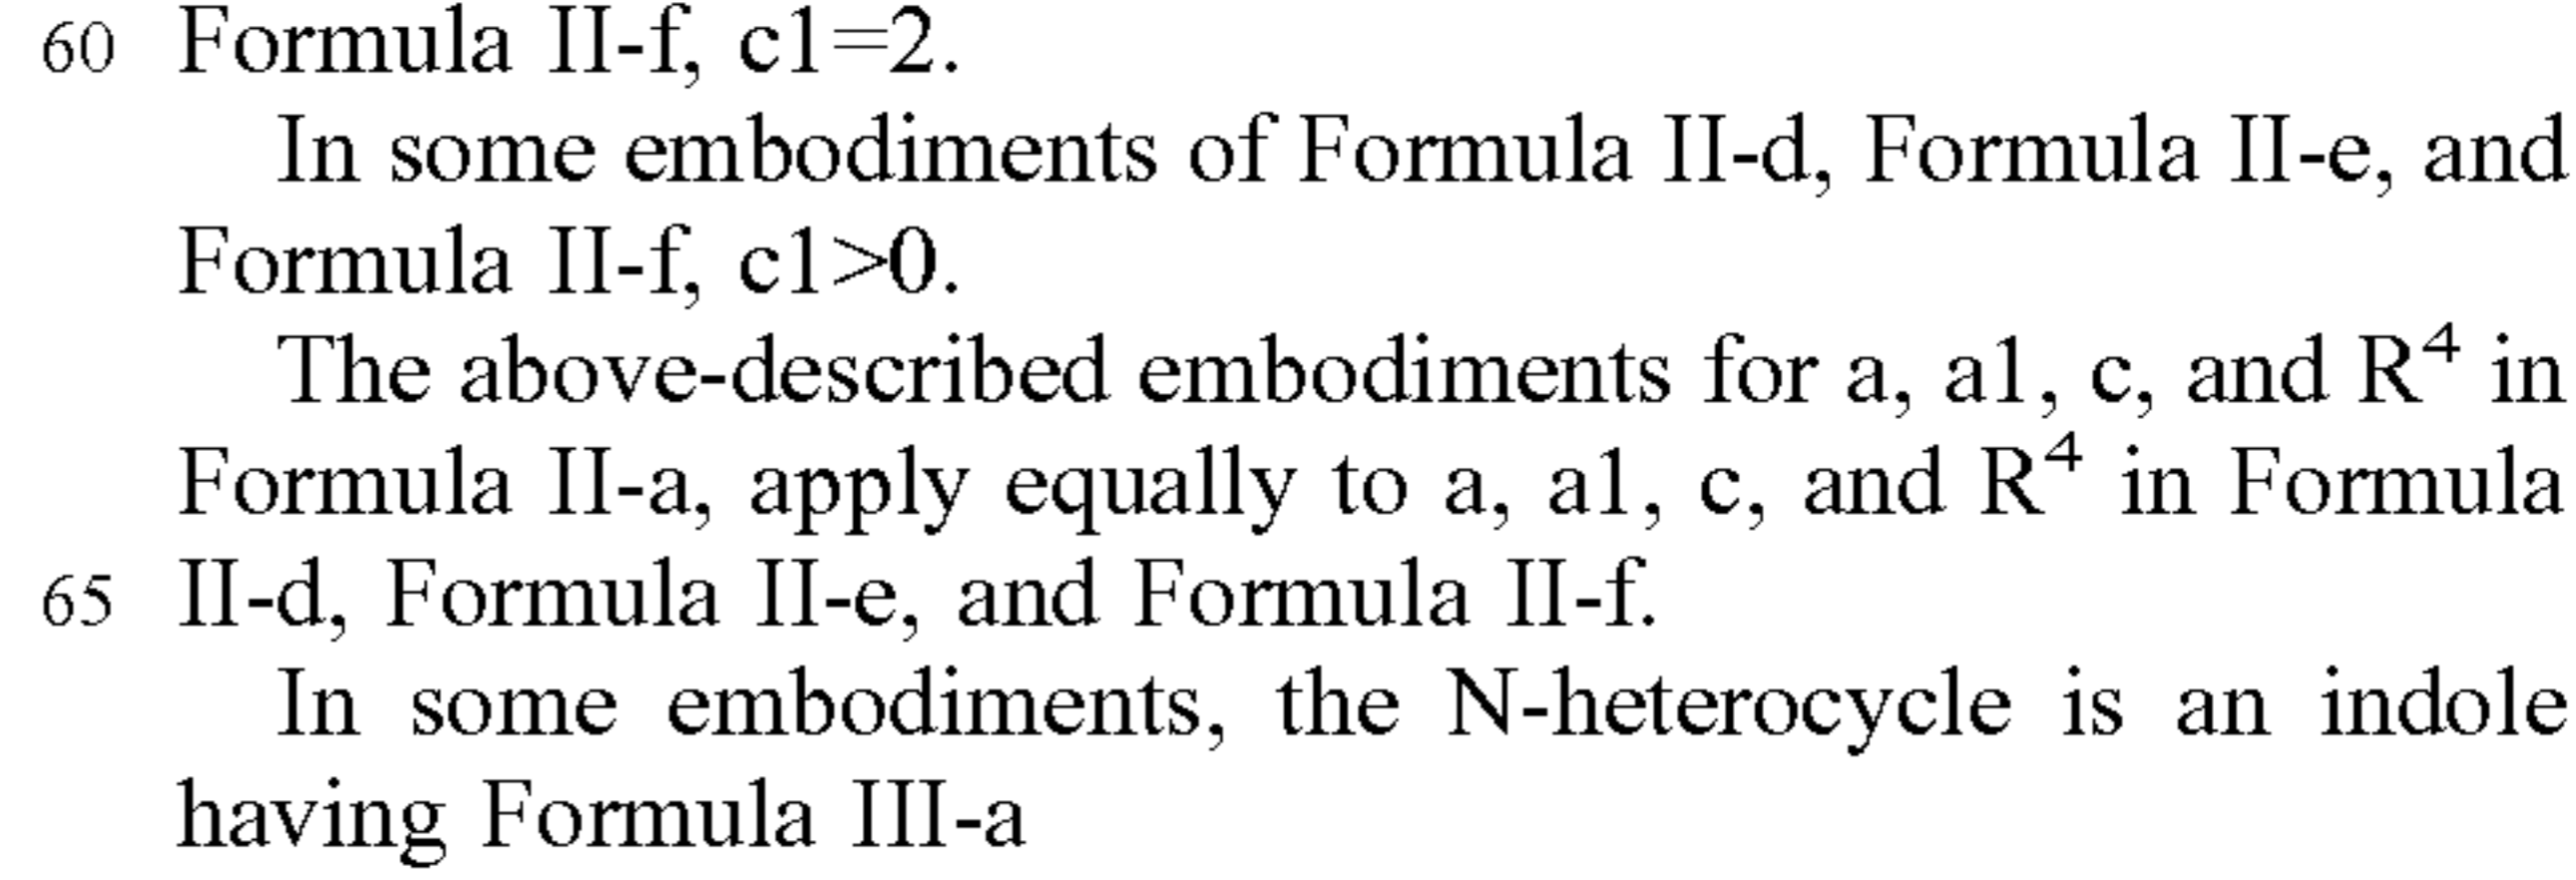 60 Formula II-f, c1=2.
In some embodiments of Formula II-d, Formula II-e, and
Formula II-f, c1>0.
The above-described embodiments for a, a1, c, and R⁴ in
Formula II-a, apply equally to a, a1, c, and R⁴ in Formula
65 II-d, Formula II-e, and Formula II-f.
In some embodiments, the N-heterocycle is an indole
having Formula III-a